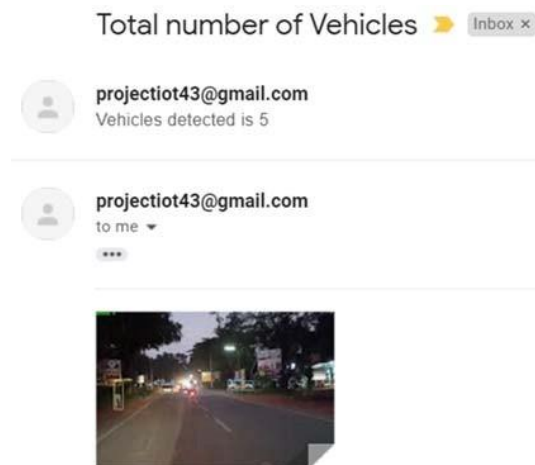 Total number of Vehicles
Inbox ×
projectiot43@gmail.com
Vehicles detected is 5
projectiot43@gmail.com
to me